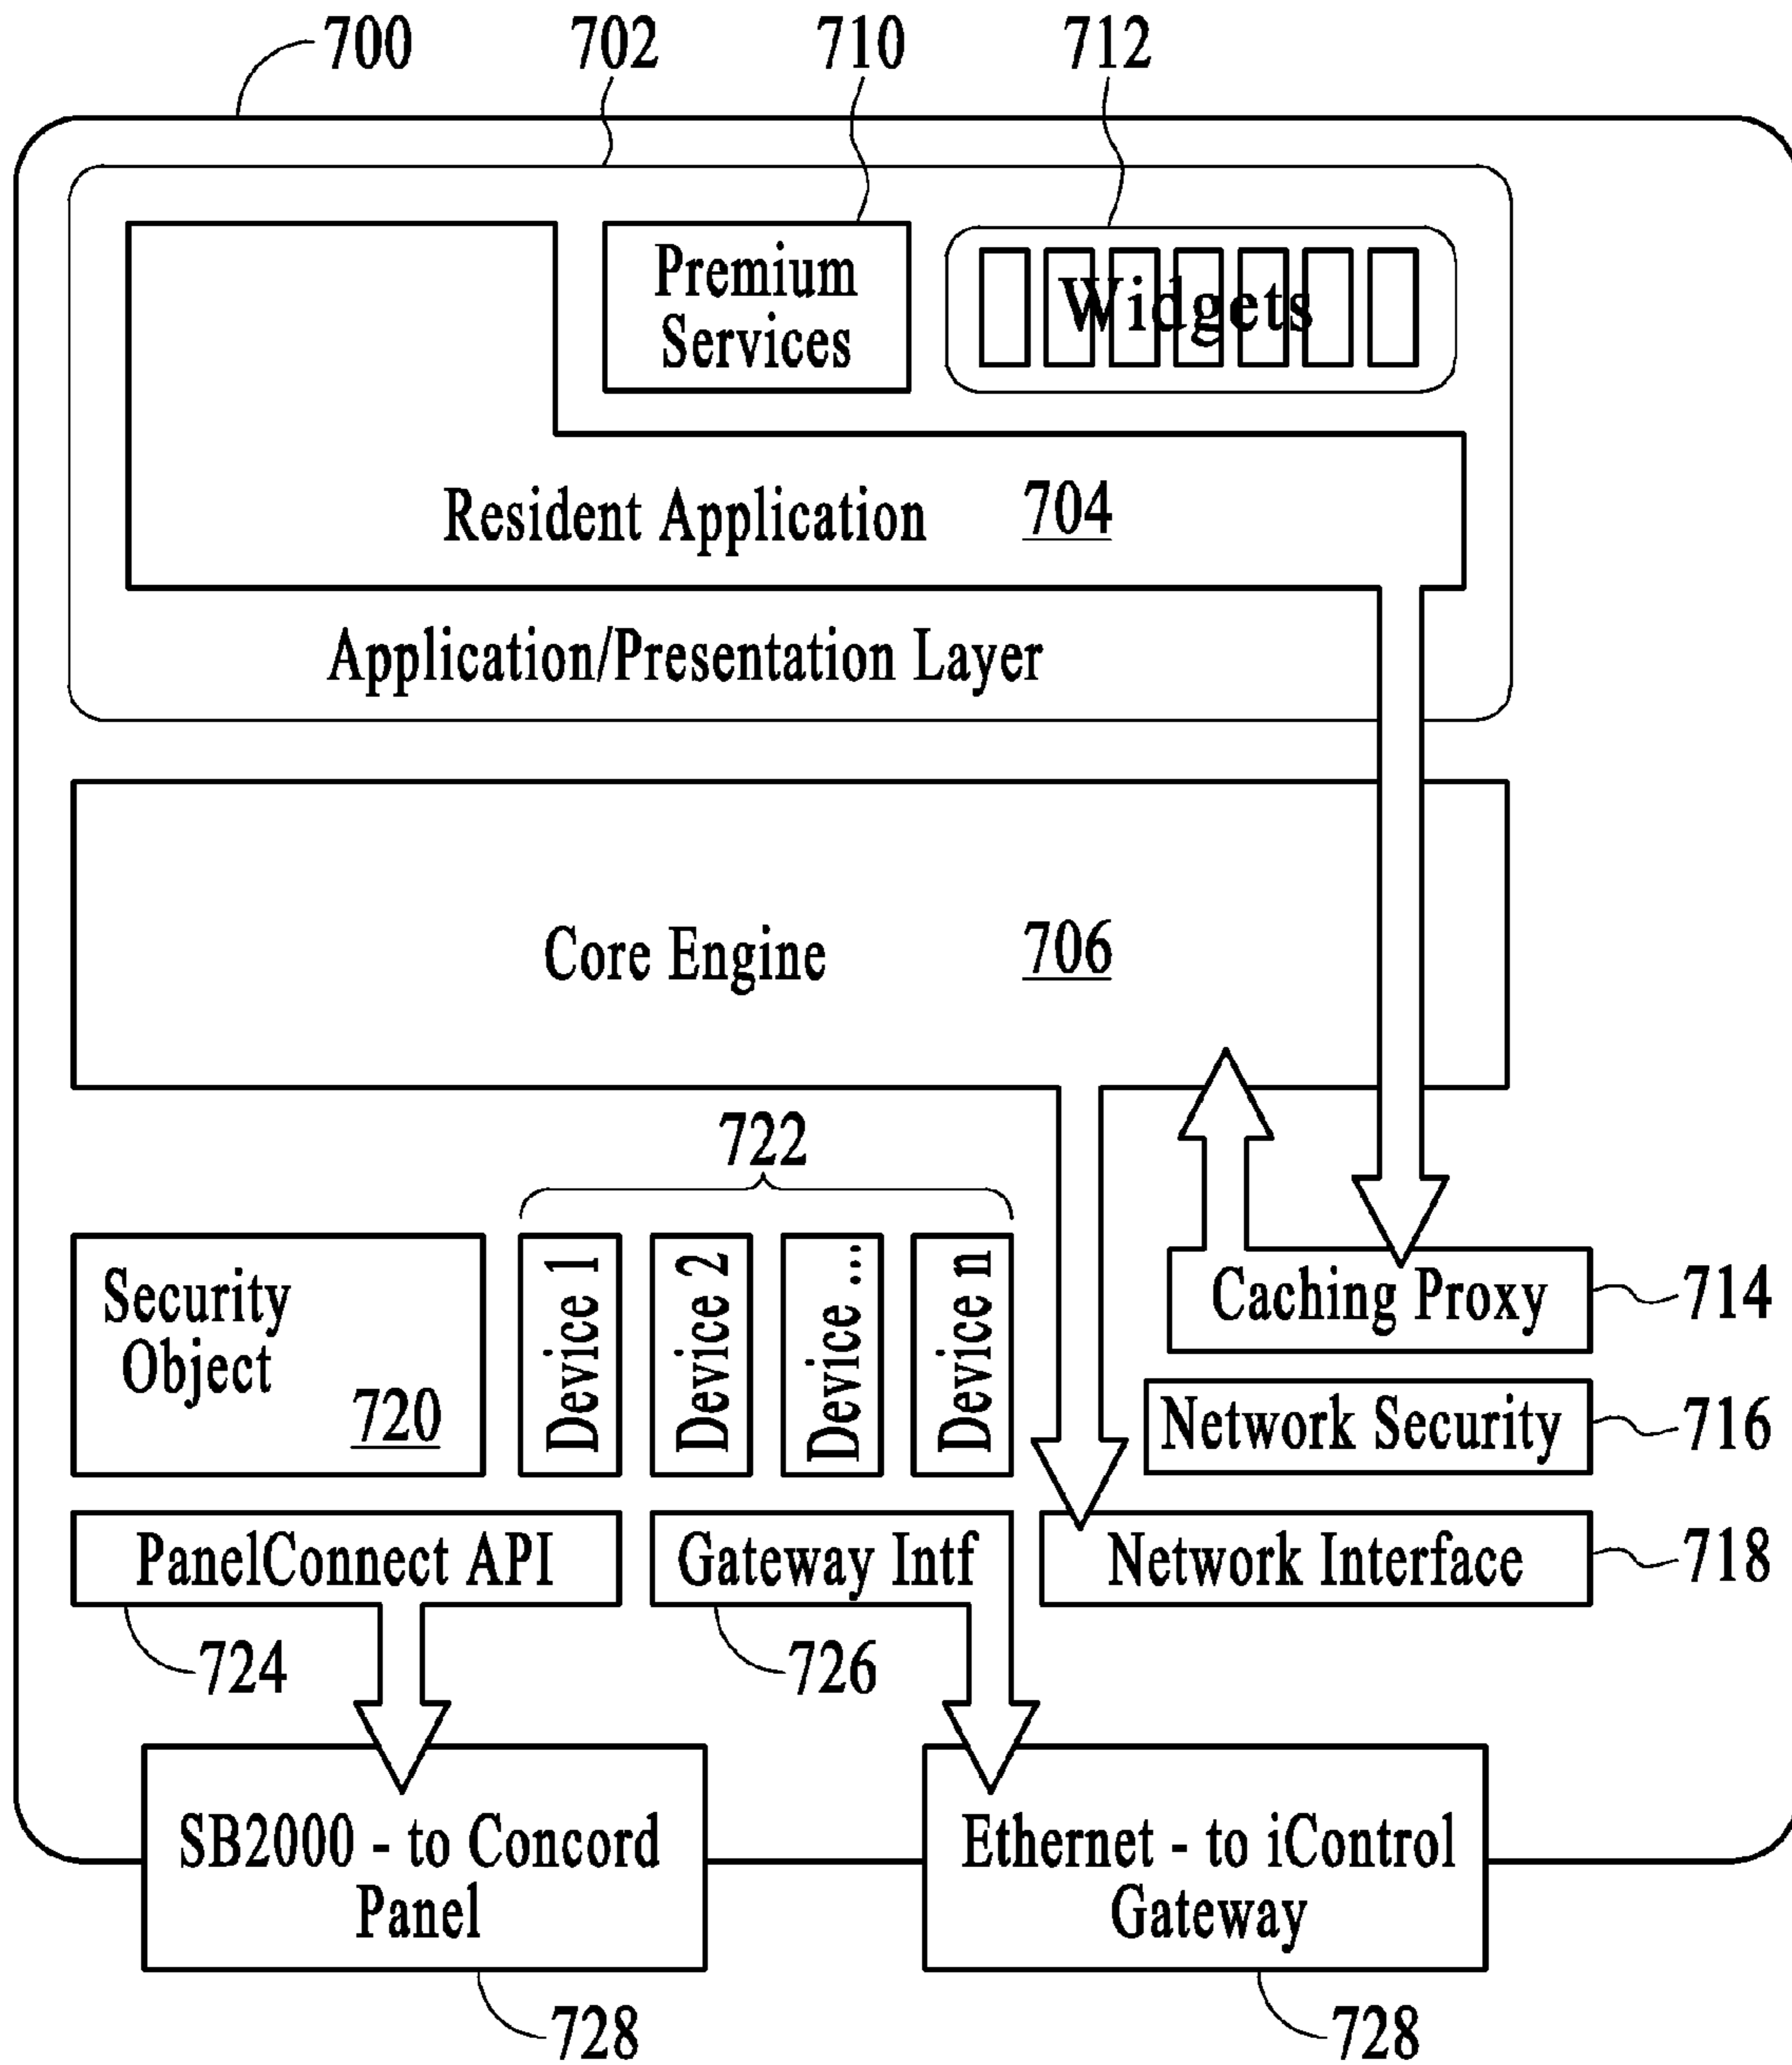 700
702
710
712
Premium
Services
Widgets
Resident Application 704
Application/Presentation Layer
Core Engine 706
722
Security
Object
720
Device 1
Device 2
Device ...
Device n
Caching Proxy
714
Network Security
716
PanelConnect API
Gateway Intf
Network Interface
718
724
726
SB2000 - to Concord
Panel
Ethernet - to iControl
Gateway
728
728